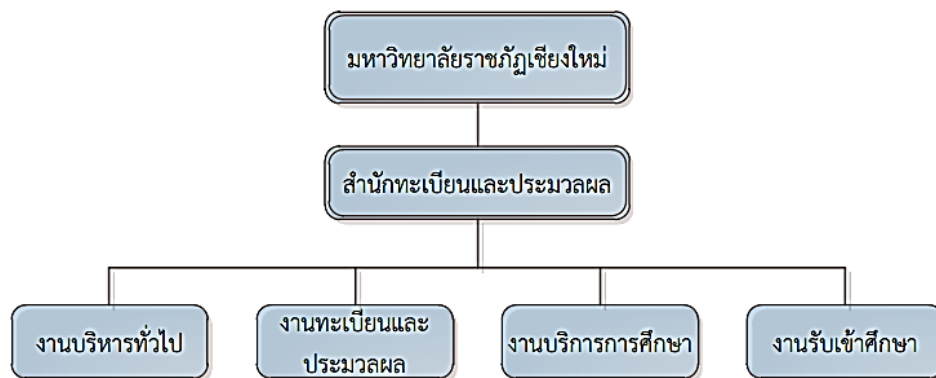 มหาวิทยาลัยราชภัฏเชียงใหม่
สำนักทะเบียนและประมวลผล
งานบริหารทั่วไป
งานทะเบียนและ
ประมวลผล
งานบริการการศึกษา
งานรับเข้าศึกษา